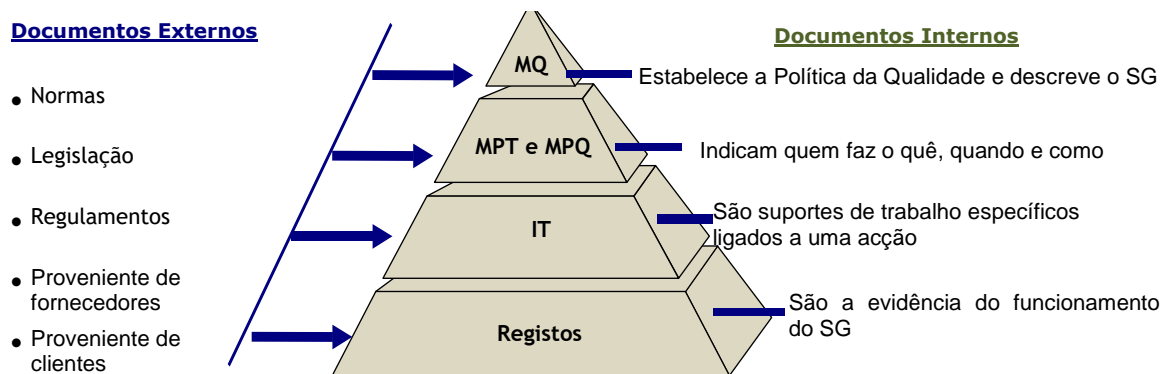 Documentos Externos
• Normas
• Legislação
• Regulamentos
• Proveniente de
fornecedores
• Proveniente de
clientes
MQ
MPT e MPQ
IT
Registos
Documentos Internos
Estabelece a Política da Qualidade e descreve o SG
Indicam quem faz o quê, quando e como
São suportes de trabalho específicos
ligados a uma acção
São a evidência do funcionamento
do SG